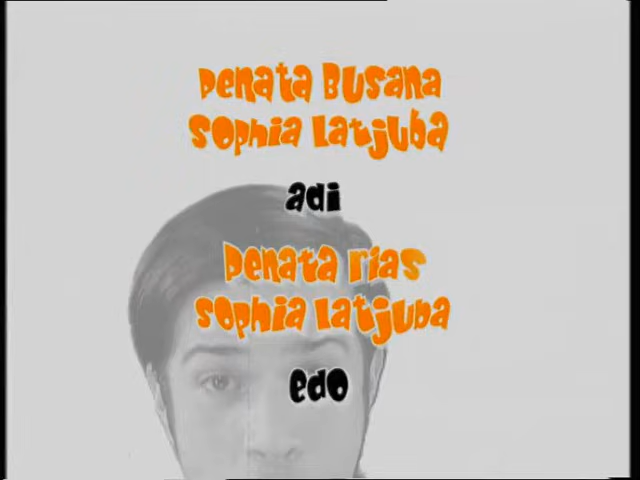 Penata Busana
Sophia Latjuba
adi
Penata rias
Sophia Latjuba
edo